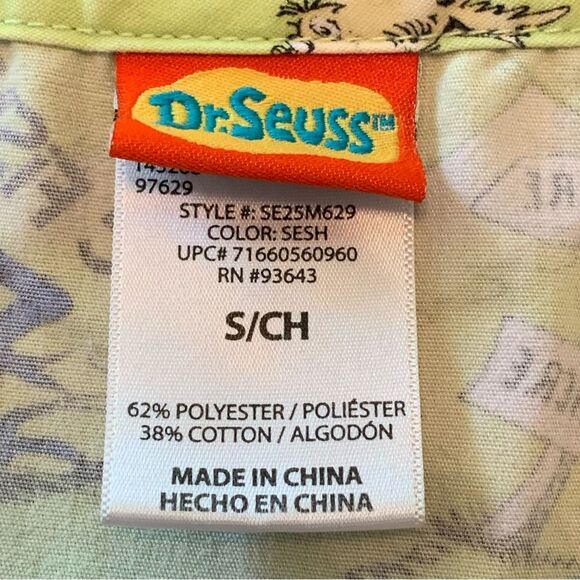 Dr. Seuss™
97629
STYLE #: SE25M629
COLOR: SESH
UPC# 71660560960
RN #93643
S/CH
62% POLYESTER / POLIÉSTER
38% COTTON / ALGODÓN
MADE IN CHINA
HECHO EN CHINA